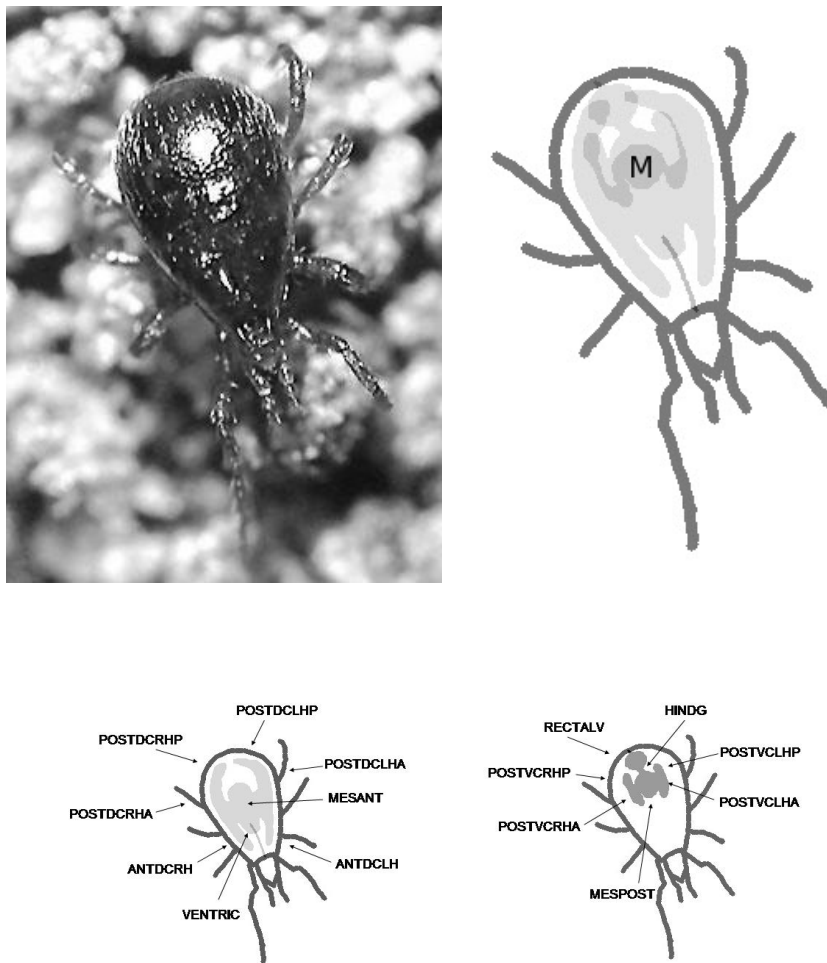 M
POSTDCLHP
POSTDCRHP
POSTDCLHA
MESANT
POSTDCRHA
ANTDCRH
ANTDCLH
VENTRIC
HINDG
RECTALV
POSTVCLHP
POSTVCRHP
POSTVCLHA
POSTVCRHA
MESPOST